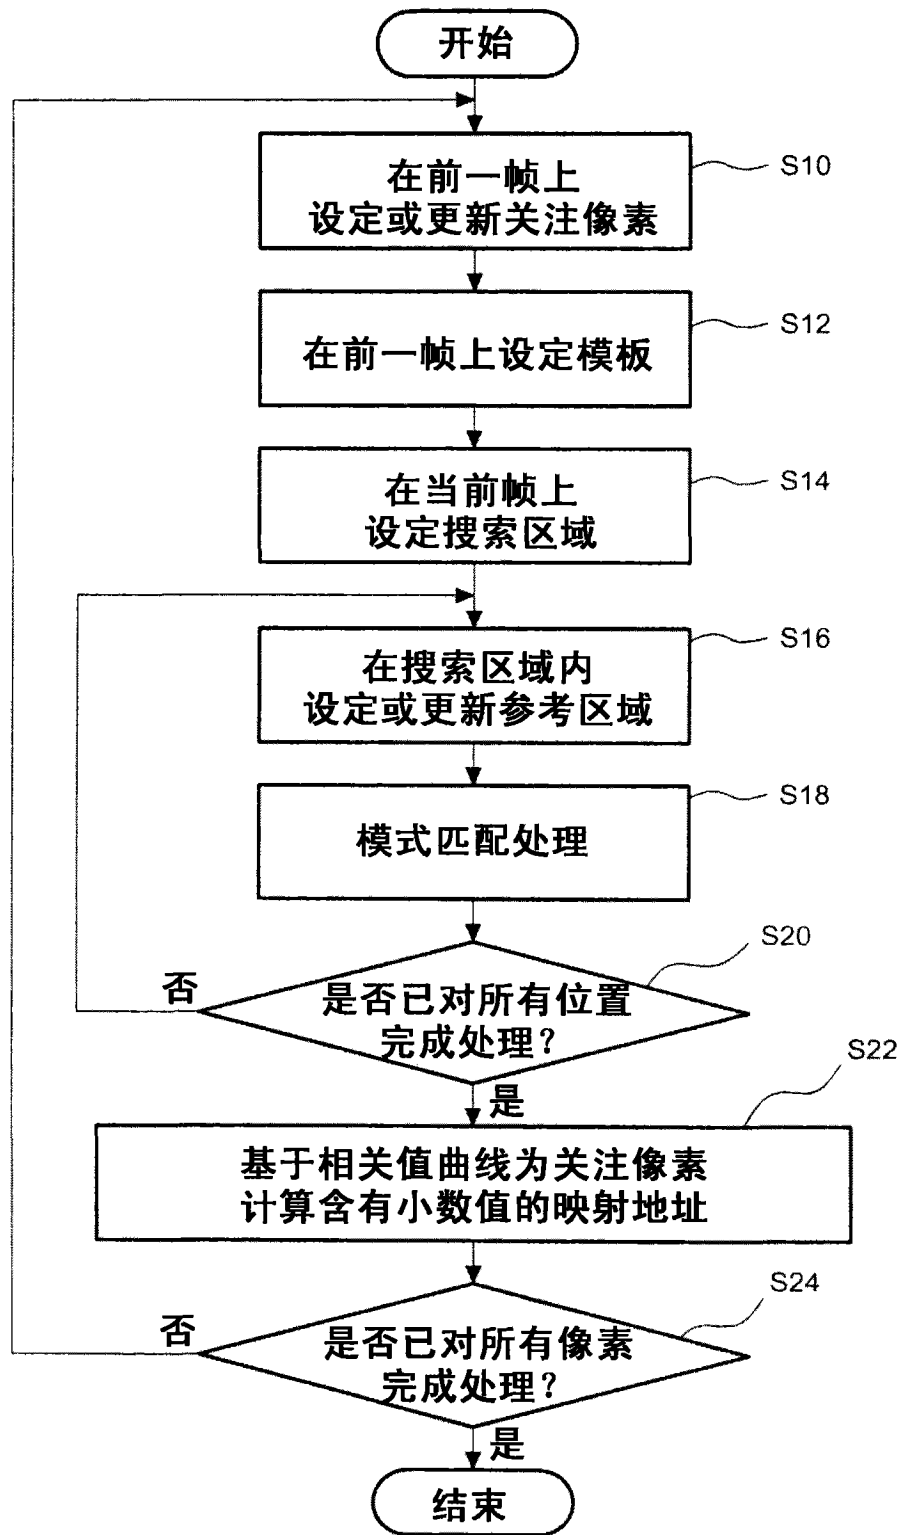 开始
在前一帧上
设定或更新关注像素
S10
在前一帧上设定模板
S12
在当前帧上
设定搜索区域
S14
在搜索区域内
设定或更新参考区域
S16
模式匹配处理
S18
是否已对所有位置
完成处理?
S20
否
是
基于相关值曲线为关注像素
计算含有小数值的映射地址
S22
是否已对所有像素
完成处理?
S24
否
是
结束